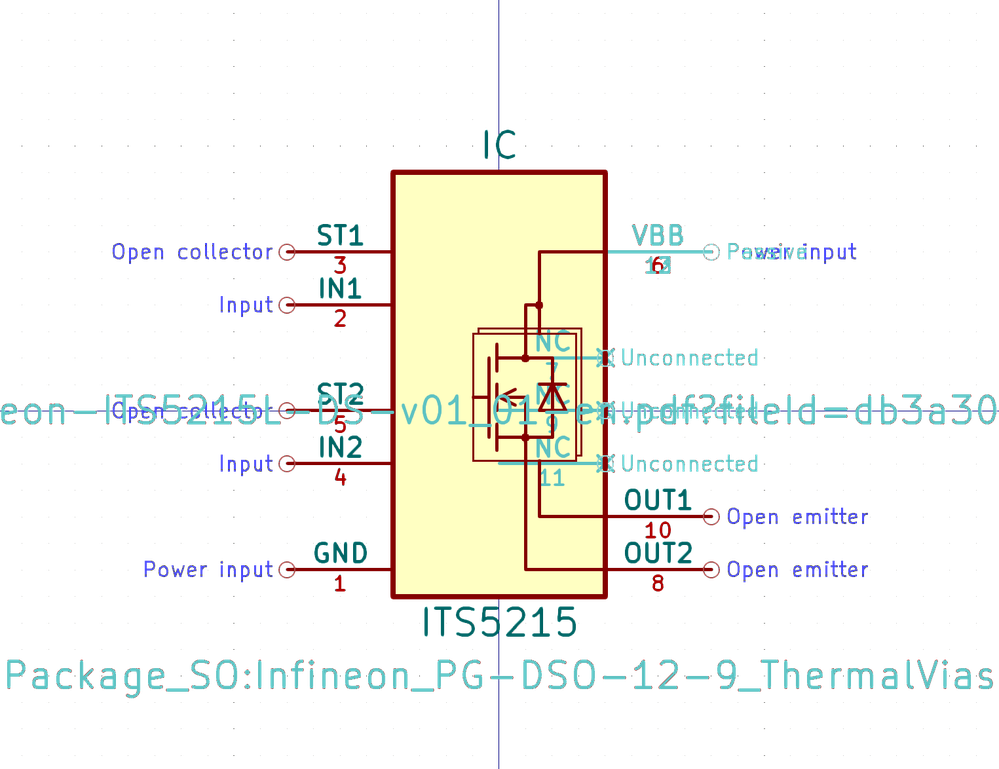 IC
ST1
VBB
Open collector
Passive
Power input
3
6
IN1
Input
2
NC
Unconnected
7
ST2
NC
Open collector
Unconnected
eon-ITS5215L-DS-v01_01-en.pdf?fileId=db3a30
5
9
IN2
NC
Input
Unconnected
4
11
OUT1
Open emitter
10
GND
OUT2
Power input
Open emitter
1
8
ITS5215
Package_SO:Infineon_PG-DSO-12-9_ThermalVias